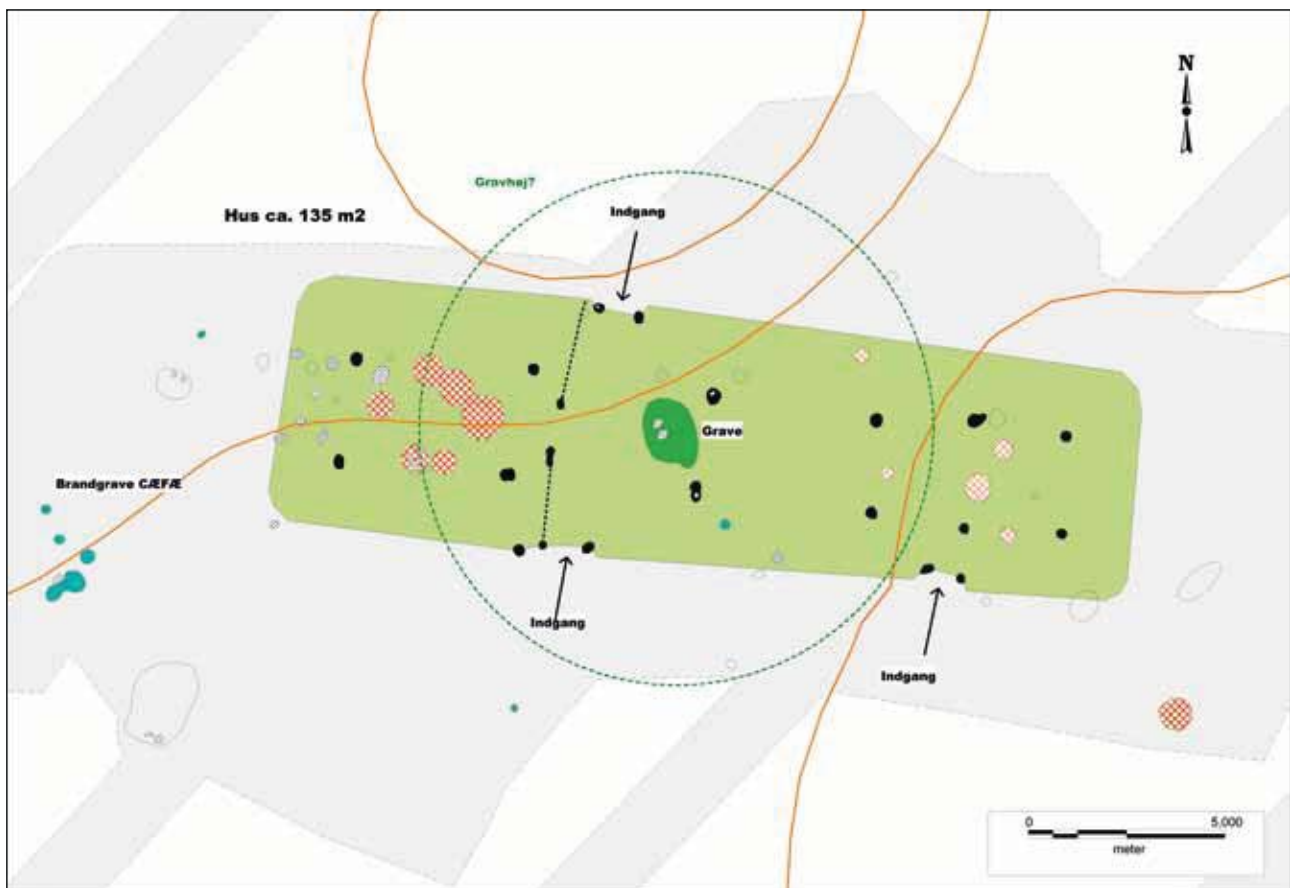 N
Gravhøj?
Indgang
Hus ca. 135 m2
Grave
Brandgrave CÆFÆ
Indgang
Indgang
0 5,000
meter